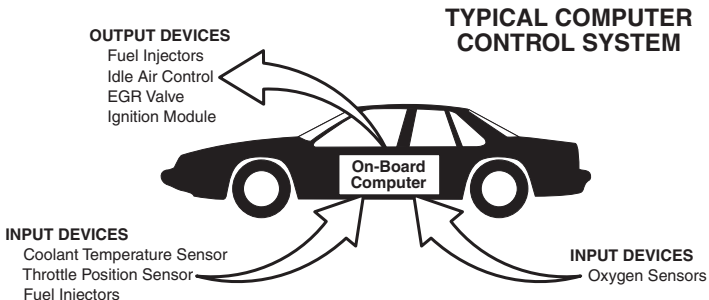 TYPICAL COMPUTER
CONTROL SYSTEM
OUTPUT DEVICES
Fuel Injectors
Idle Air Control
EGR Valve
Ignition Module
On-Board
Computer
INPUT DEVICES
Coolant Temperature Sensor
Throttle Position Sensor
Fuel Injectors
INPUT DEVICES
Oxygen Sensors